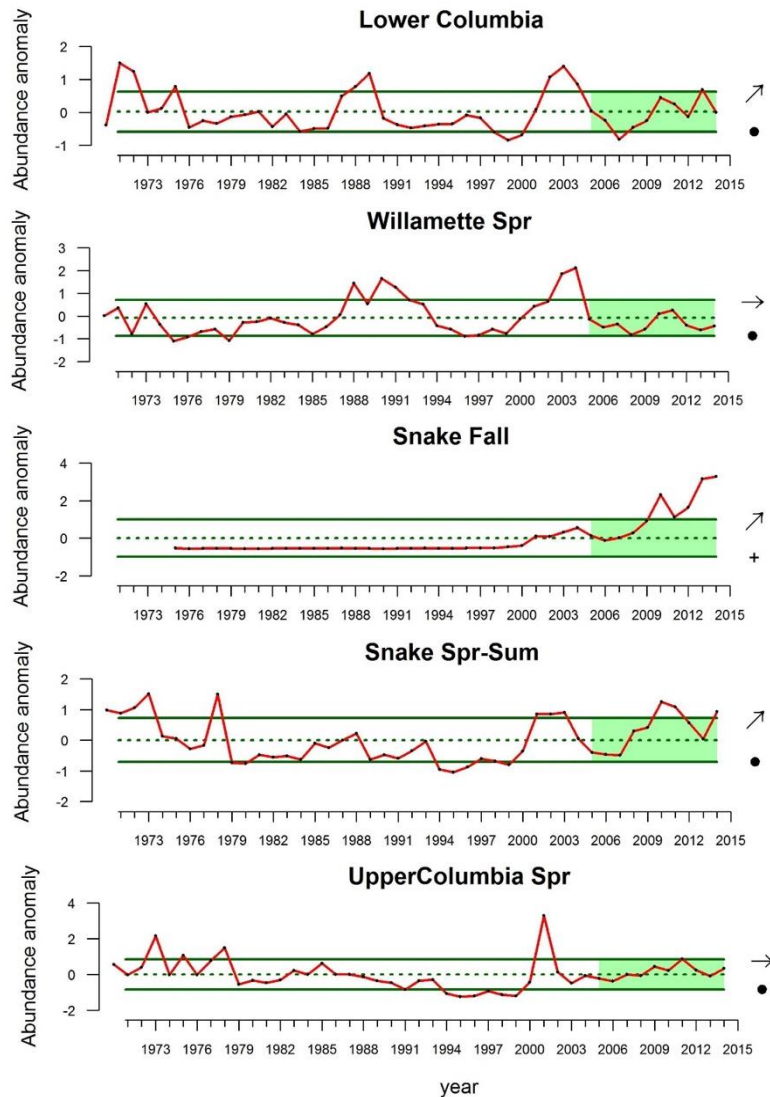 Lower Columbia
Abundance anomaly
2
1
0
-1
1973 1976 1979 1982 1985 1988 1991 1994 1997 2000 2003 2006 2009 2012 2015
Willamette Spr
Abundance anomaly
3
2
1
0
-1
-2
1973 1976 1979 1982 1985 1988 1991 1994 1997 2000 2003 2006 2009 2012 2015
Snake Fall
Abundance anomaly
4
2
0
-2
+
1973 1976 1979 1982 1985 1988 1991 1994 1997 2000 2003 2006 2009 2012 2015
Snake Spr-Sum
Abundance anomaly
2
1
0
-1
-2
1973 1976 1979 1982 1985 1988 1991 1994 1997 2000 2003 2006 2009 2012 2015
UpperColumbia Spr
Abundance anomaly
4
2
0
-2
1973 1976 1979 1982 1985 1988 1991 1994 1997 2000 2003 2006 2009 2012 2015
year